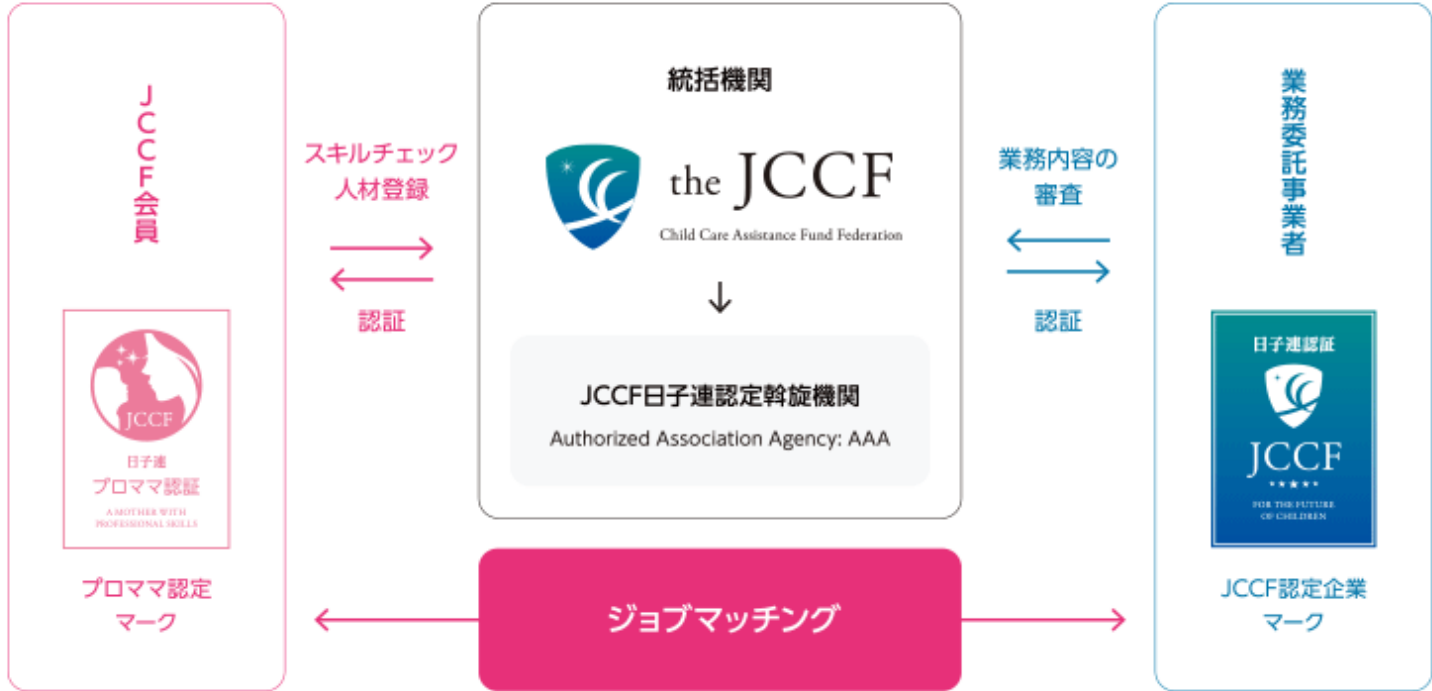 JCCF会員
日子連
プロママ認証
A MOTHER WITH
PROFESSIONAL SKILLS
JCCF
プロママ認定
マーク
スキルチェック
人材登録
認証
統括機関
the JCCF
Child Care Assistance Fund Federation
JCCF日子連認定斡旋機関
Authorized Association Agency: AAA
ジョブマッチング
業務内容の
審査
認証
業務委託事業者
日子連認証
JCCF
FOR THE FUTURE
OF CHILDREN
JCCF認定企業
マーク